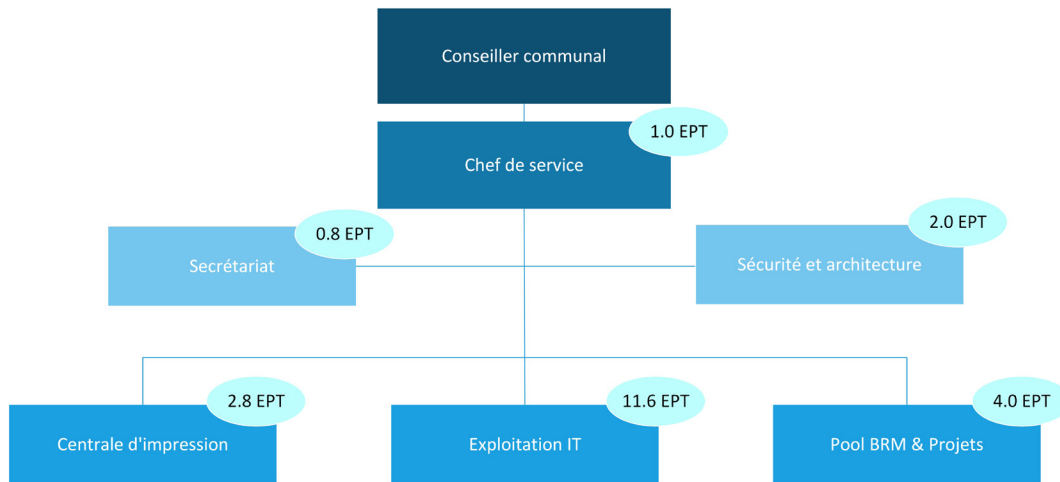 Conseiller communal
1.0 EPT
Chef de service
0.8 EPT
Secrétariat
2.0 EPT
Sécurité et architecture
2.8 EPT
Centrale d'impression
11.6 EPT
Exploitation IT
4.0 EPT
Pool BRM & Projets